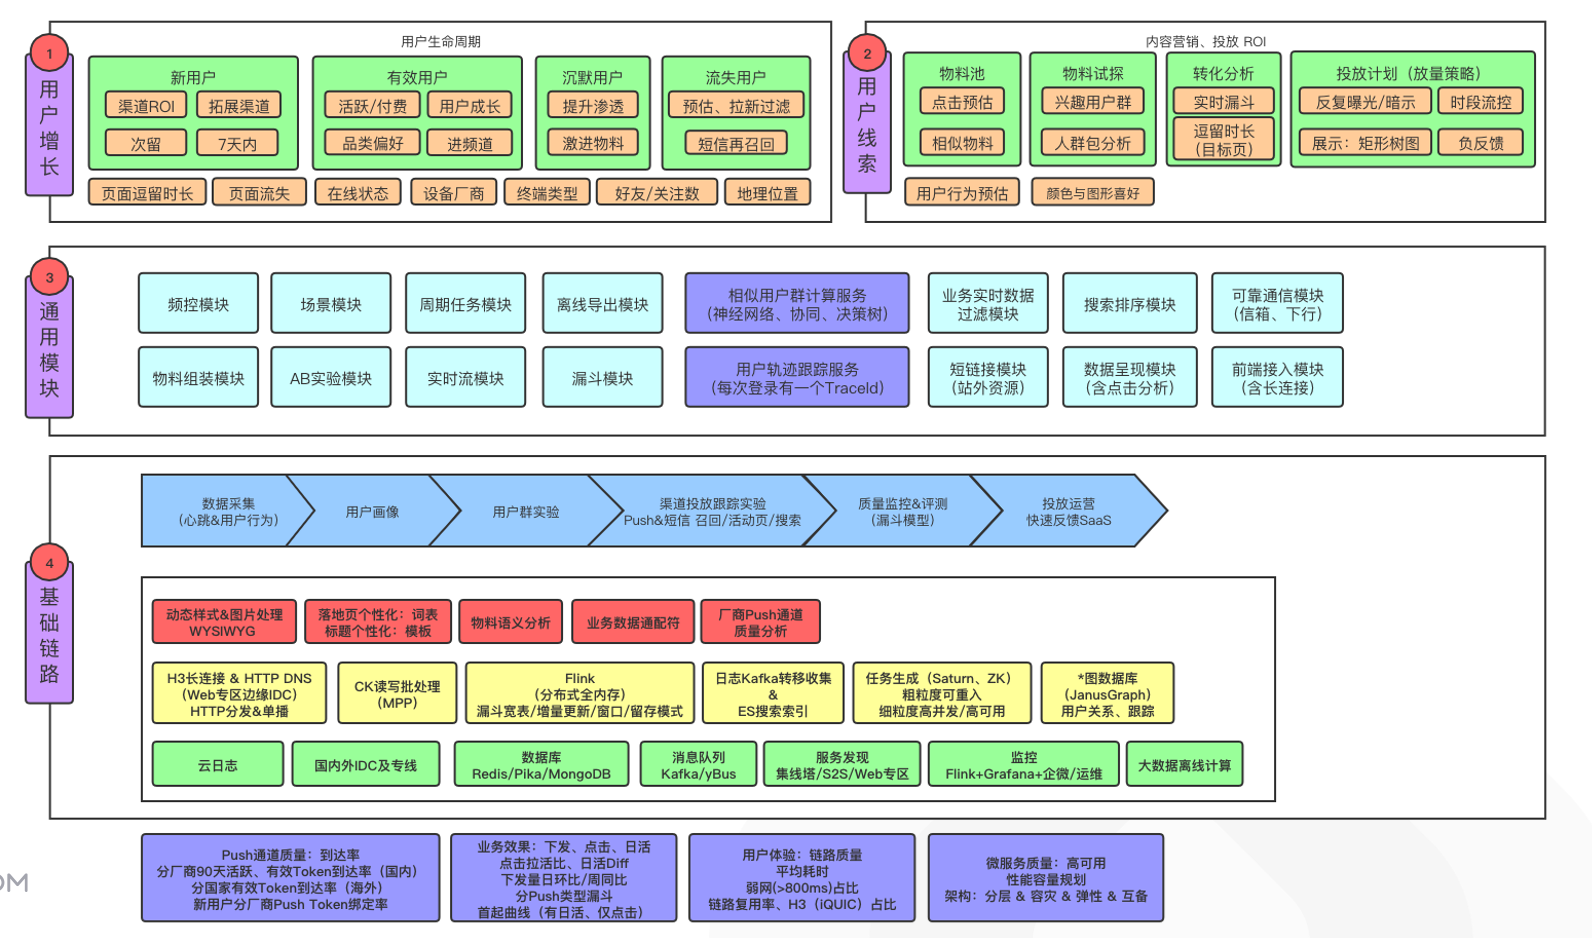 1
用户增长
用户生命周期
新用户
渠道ROI
拓展渠道
次留
7天内
有效用户
活跃/付费
用户成长
品类偏好
进频道
沉默用户
提升渗透
激进物料
流失用户
预估、拉新过滤
短信再召回
页面逗留时长
页面流失
在线状态
设备厂商
终端类型
好友/关注数
地理位置
2
用户线索
内容营销、投放 ROI
物料池
点击预估
相似物料
物料试探
兴趣用户群
人群包分析
转化分析
实时漏斗
逗留时长
(目标页)
投放计划（放量策略）
反复曝光/暗示
时段流控
展示：矩形树图
负反馈
用户行为预估
颜色与图形喜好
3
通用模块
频控模块
场景模块
周期任务模块
离线导出模块
相似用户群计算服务
（神经网络、协同、决策树）
业务实时数据
过滤模块
搜索排序模块
可靠通信模块
（信箱、下行）
物料组装模块
AB实验模块
实时流模块
漏斗模块
用户轨迹跟踪服务
（每次登录有一个TraceId）
短链接模块
（站外资源）
数据呈现模块
（含点击分析）
前端接入模块
（含长连接）
4
基础链路
数据采集
（心跳&用户行为）
用户画像
用户群实验
渠道投放跟踪实验
Push&短信 召回/活动页/搜索
质量监控&评测
（漏斗模型）
投放运营
快速反馈SaaS
动态样式&图片处理
WYSIWYG
落地页个性化：词表
标题个性化：模板
物料语义分析
业务数据通配符
厂商Push通道
质量分析
H3长连接 & HTTP DNS
（Web专区边缘IDC）
HTTP分发&单播
CK读写批处理
（MPP）
Flink
（分布式全内存）
漏斗宽表/增量更新/窗口/留存模式
日志Kafka转移收集
&
ES搜索索引
任务生成（Saturn、ZK）
粗粒度可重入
细粒度高并发/高可用
*图数据库
（JanusGraph）
用户关系、跟踪
云日志
国内外IDC及专线
数据库
Redis/Pika/MongoDB
消息队列
Kafka/yBus
服务发现
集线塔/S2S/Web专区
监控
Flink+Grafana+企微/运维
大数据离线计算
Push通道质量：到达率
分厂商90天活跃、有效Token到达率（国内）
分国家有效Token到达率（海外）
新用户分厂商Push Token绑定率
业务效果：下发、点击、日活
点击拉活比、日活Diff
下发量日环比/周同比
分Push类型漏斗
首起曲线（有日活、仅点击）
用户体验：链路质量
平均耗时
弱网(>800ms)占比
链路复用率、H3（iQUIC）占比
微服务质量：高可用
性能容量规划
架构：分层 & 容灾 & 弹性 & 互备
OM